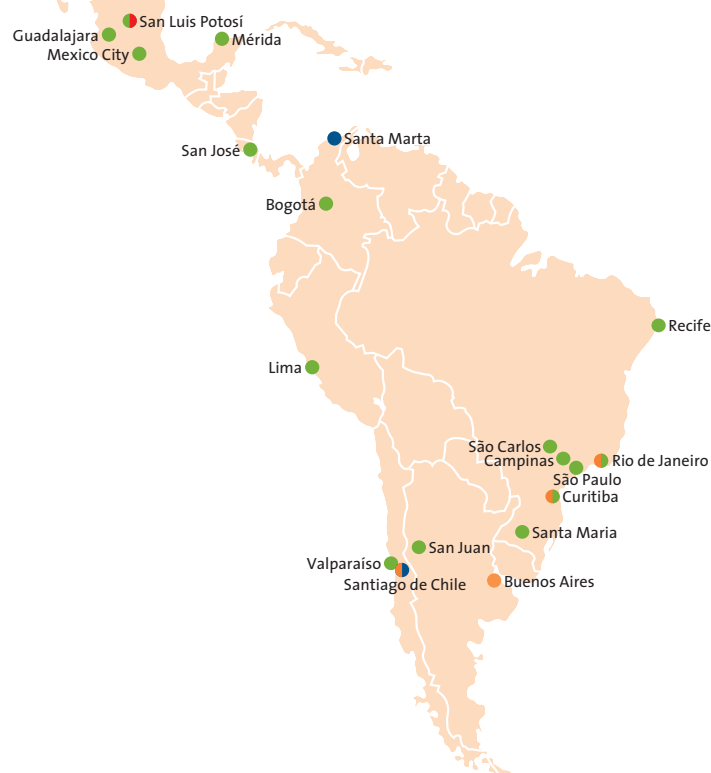 San Luis Potosí
Guadalajara
Mérida
Mexico City
Santa Marta
San José
Bogotá
Recife
Lima
São Carlos
Campinas
Rio de Janeiro
São Paulo
Curitiba
Santa Maria
San Juan
Valparaíso
Santiago de Chile
Buenos Aires